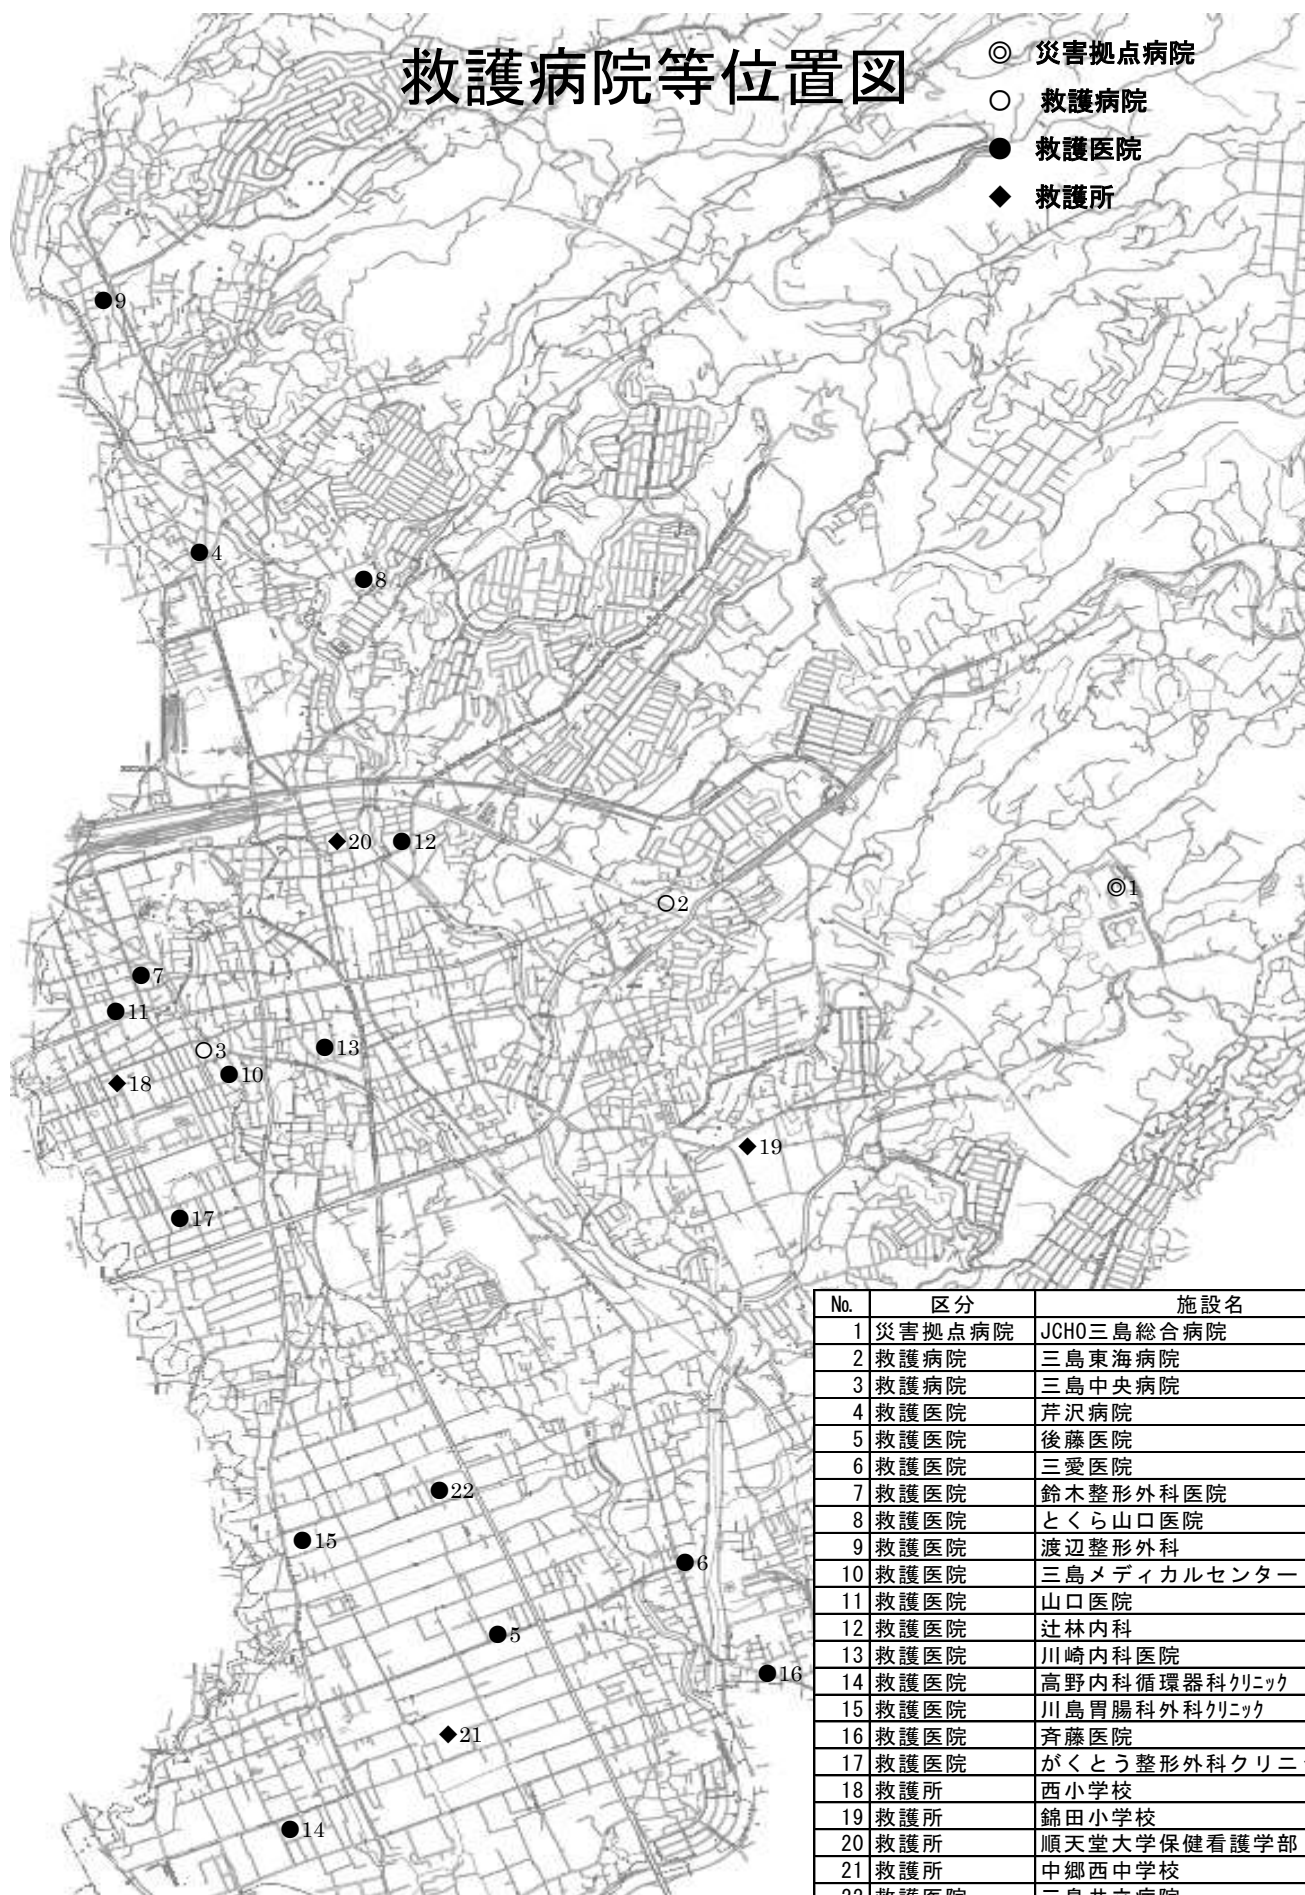 救護病院等位置図
◎ 災害拠点病院
○ 救護病院
● 救護医院
◆ 救護所
9
4
8
20
12
1
2
7
11
3
13
10
18
19
17
22
15
6
5
16
21
14
No. 区分 施設名
1 災害拠点病院 JCHO三島総合病院
2 救護病院 三島東海病院
3 救護病院 三島中央病院
4 救護医院 芹沢病院
5 救護医院 後藤医院
6 救護医院 三愛医院
7 救護医院 鈴木整形外科医院
8 救護医院 とくら山口医院
9 救護医院 渡辺整形外科
10 救護医院 三島メディカルセンター
11 救護医院 山口医院
12 救護医院 辻林内科
13 救護医院 川崎内科医院
14 救護医院 高野内科循環器科クリニック
15 救護医院 川島胃腸科外科クリニック
16 救護医院 斉藤医院
17 救護医院 がくとう整形外科クリニ
18 救護所 西小学校
19 救護所 錦田小学校
20 救護所 順天堂大学保健看護学部
21 救護所 中郷西中学校
22 救護医院 三島共立病院